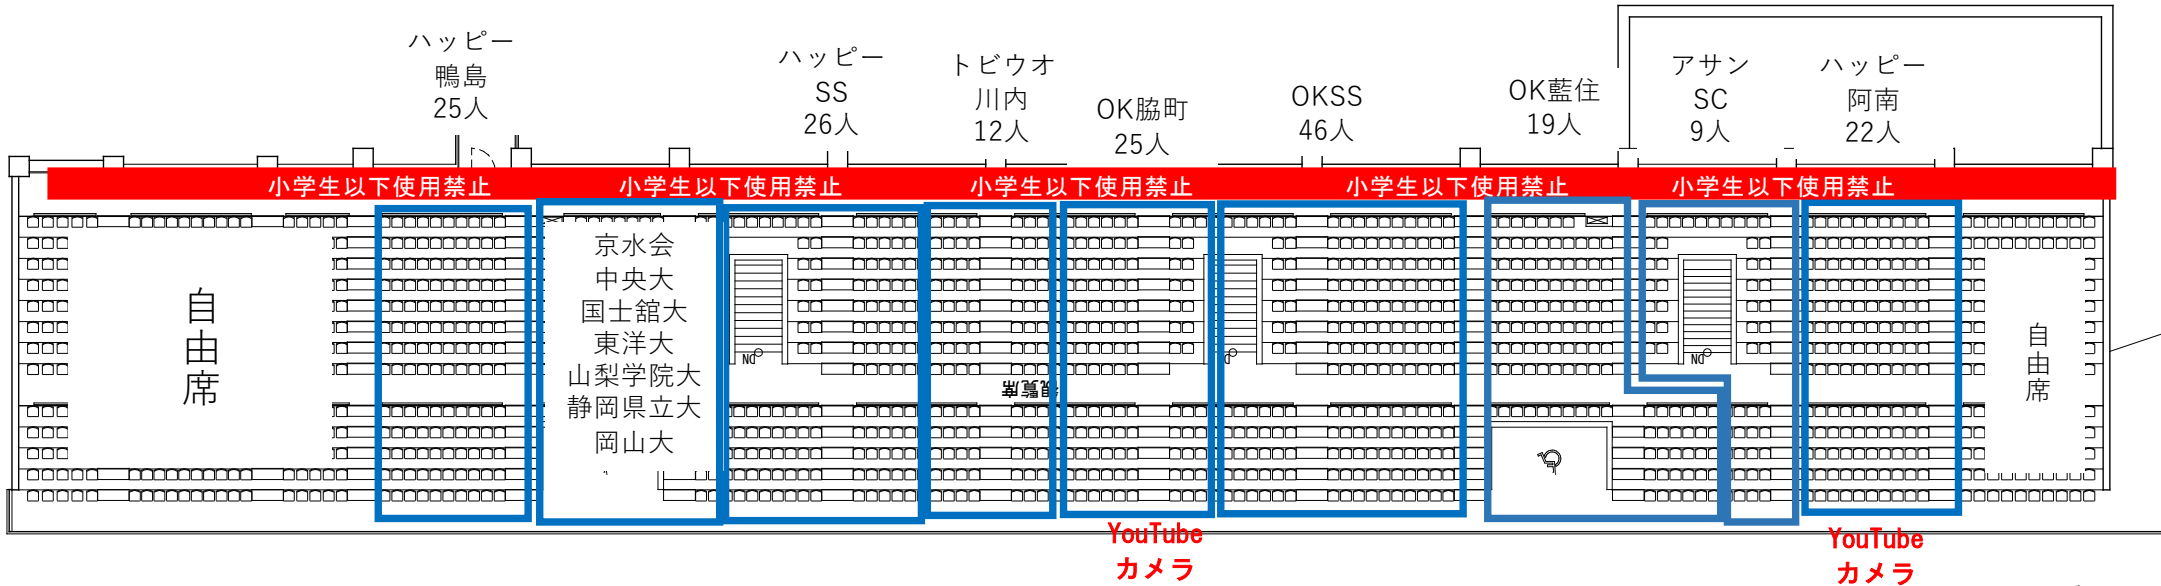 ハッピー
鴨島
25人
ハッピー
SS
26人
トビウオ
川内
12人
OK脇町
25人
OKSS
46人
OK藍住
19人
アサン
SC
9人
ハッピー
阿南
22人
小学生以下使用禁止
小学生以下使用禁止
小学生以下使用禁止
小学生以下使用禁止
小学生以下使用禁止
自由席
京水会
中央大
国士舘大
東洋大
山梨学院大
静岡県立大
岡山大
DN
DN
DN
観覧席
自由席
YouTube
カメラ
YouTube
カメラ